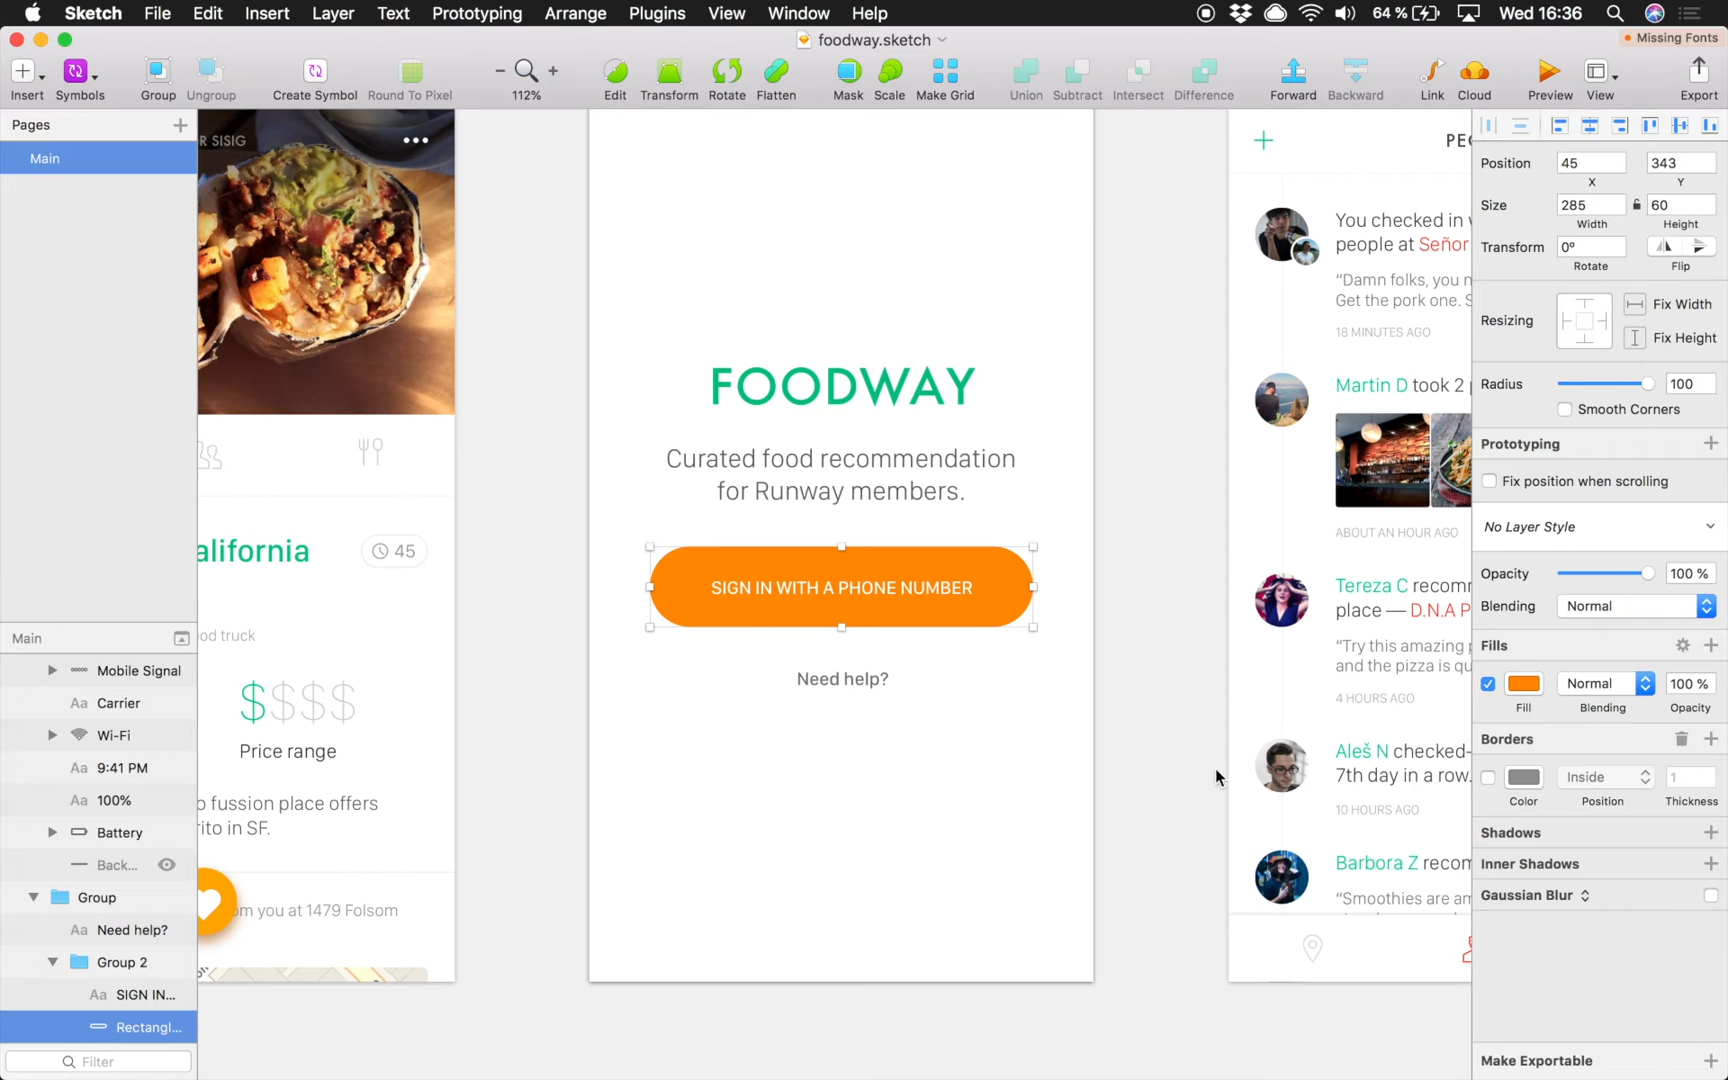 Sketch File Edit Insert Layer Text Prototyping Arrange Plugins View Window Help 64 % Wed 16:36
foodway.sketch
Missing Fonts
Insert Symbols Group Ungroup Create Symbol Round To Pixel 112% Edit Transform Rotate Flatten Mask Scale Make Grid Union Subtract Intersect Difference Forward Backward Link Cloud Preview View Export
Pages
Main
Main
Mobile Signal
Aa Carrier
Wi-Fi
Aa 9:41 PM
Aa 100%
Battery
Back...
Group
Aa Need help?
Group 2
Aa SIGN IN...
Rectangl...
Filter
R SISIG
alifornia
45
od truck
$$$$
Price range
o fussion place offers
rito in SF.
om you at 1479 Folsom
FOODWAY
Curated food recommendation
for Runway members.
SIGN IN WITH A PHONE NUMBER
Need help?
You checked in
people at Señor
“Damn folks, you
Get the pork one. S
18 MINUTES AGO
Martin D took 2
ABOUT AN HOUR AGO
Tereza C recom
place — D.N.A P
“Try this amazing
and the pizza is qu
4 HOURS AGO
Aleš N checked-
7th day in a row.
10 HOURS AGO
Barbora Z recom
“Smoothies are am
Position 45 343
X Y
Size 285 60
Width Height
Transform 0º
Rotate Flip
Resizing
Fix Width
Fix Height
Radius 100
Smooth Corners
Prototyping
Fix position when scrolling
No Layer Style
Opacity 100 %
Blending Normal
Fills
Normal 100 %
Fill Blending Opacity
Borders
Inside 1
Color Position Thickness
Shadows
Inner Shadows
Gaussian Blur
Make Exportable